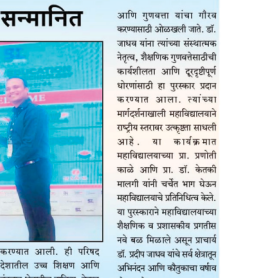 सन्मानित
करण्यात आली. ही परिषद
देशातील उच्च शिक्षण आणि
आणि गुणवत्ता यांचा गौरव
करण्यासाठी ओळखली जाते. डॉ.
जाधव यांना त्यांच्या संस्थात्मक
नेतृत्व, शैक्षणिक गुणवत्तेसाठीची
कार्यशीलता आणि दूरदृष्टीपूर्ण
धोरणांसाठी हा पुरस्कार प्रदान
करण्यात आला. त्यांच्या
मार्गदर्शनाखाली महाविद्यालयाने
राष्ट्रीय स्तरावर उत्कृष्टता साधली
आहे. या कार्यक्रमात
महाविद्यालयाच्या प्रा. प्रणोती
काळे आणि प्रा. डॉ. केतकी
मालगी यांनी चर्चेत भाग घेऊन
महाविद्यालयाचे प्रतिनिधित्व केले.
या पुरस्काराने महाविद्यालयाच्या
शैक्षणिक व प्रशासकीय प्रगतीस
नवे बळ मिळाले असून प्राचार्य
डॉ. प्रदीप जाधव यांचे सर्व क्षेत्रातून
अभिनंदन आणि कौतुकाचा वर्षाव